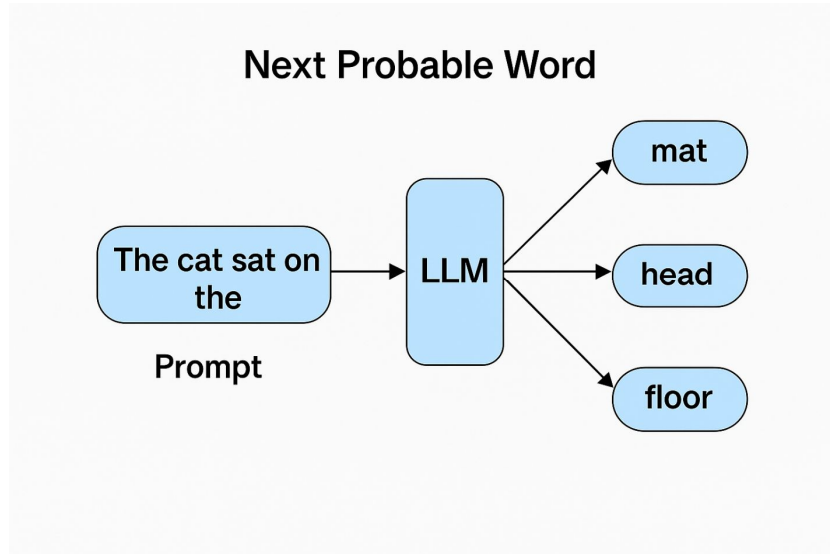 Next Probable Word
The cat sat on
the
Prompt
LLM
mat
head
floor